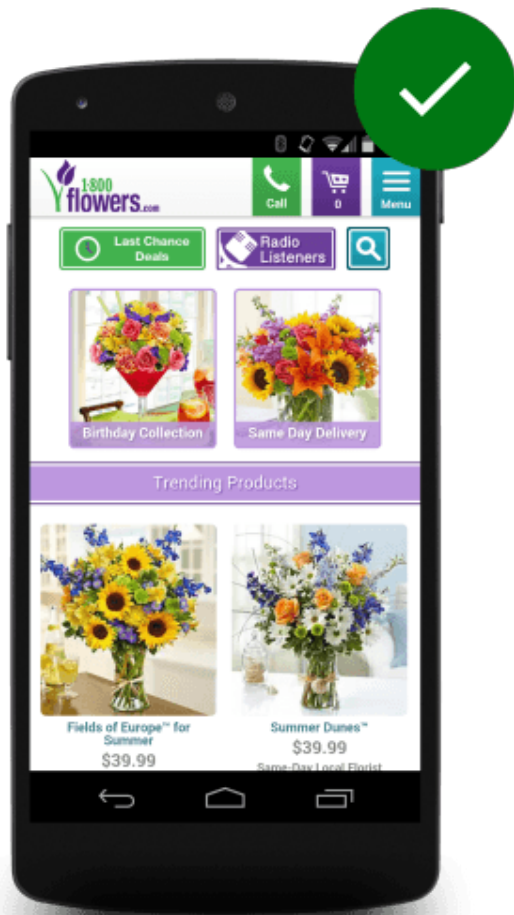 1·800
flowers.com
Call
0
Menu
Last Chance
Deals
Radio
Listeners
Birthday Collection
Same Day Delivery
Trending Products
Fields of Europe™ for
Summer
$39.99
Summer Dunes™
$39.99
Same-Day Local Florist